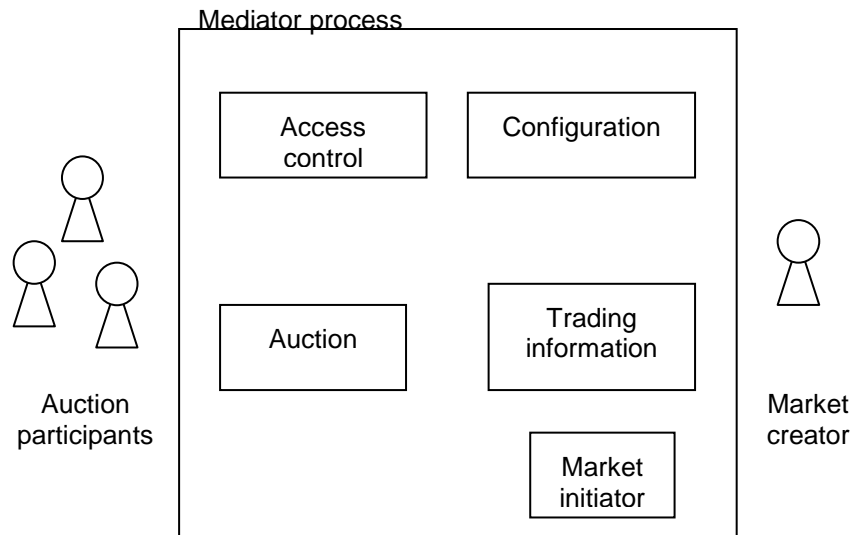 Mediator process
Access
control
Configuration
Auction
Trading
information
Auction
participants
Market
creator
Market
initiator